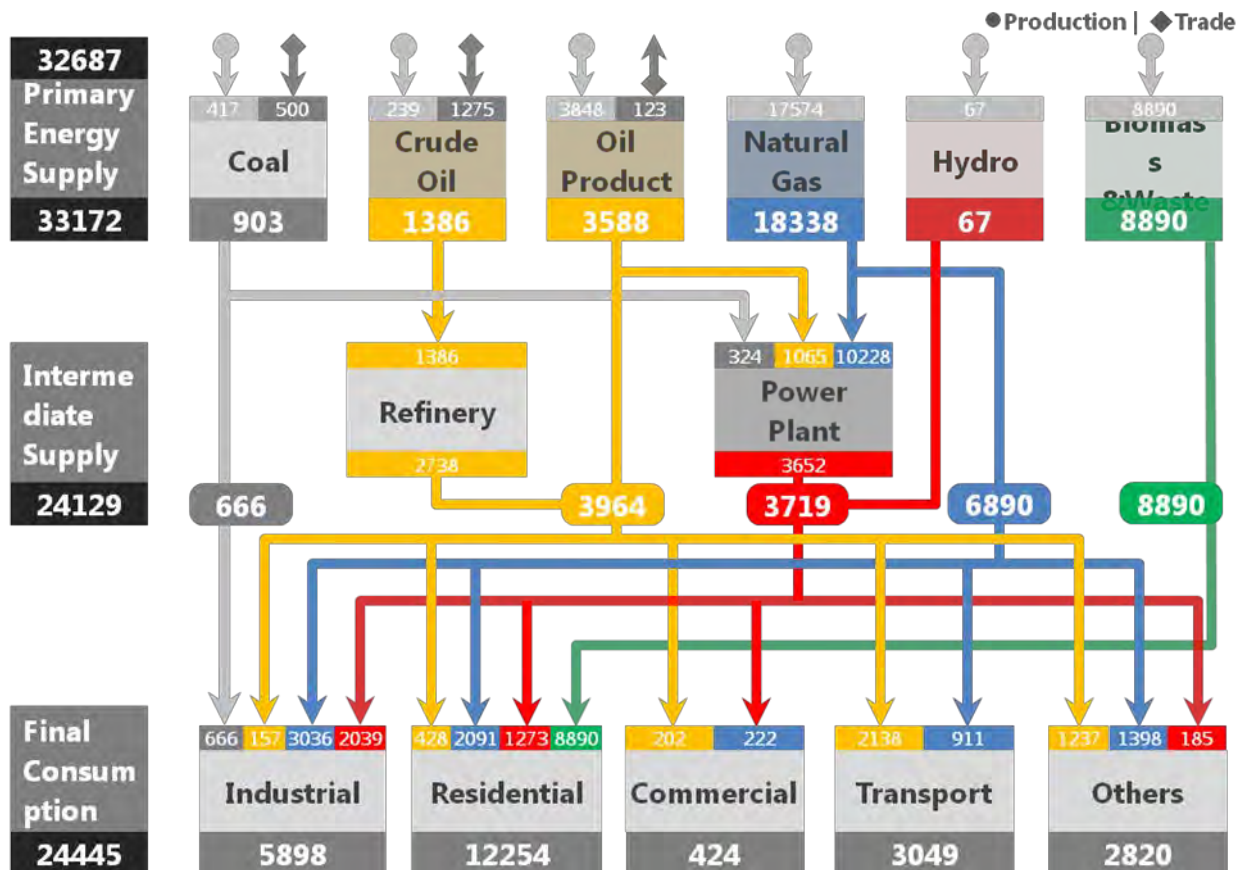 Production | Trade
32687
Primary
Energy
Supply
33172
417 500
Coal
903
239 1275
Crude
Oil
1386
3848 123
Oil
Product
3588
17574
Natural
Gas
18338
67
Hydro
67
8890
Biomas
s
&Waste
8890
Interme
diate
Supply
24129
1386
Refinery
2738
324 1065 10228
Power
Plant
3652
666 3964 3719 6890 8890
Final
Consum
ption
24445
666 157 3036 2039
Industrial
5898
428 2091 1273 8890
Residential
12254
202 222
Commercial
424
2138 911
Transport
3049
1237 1398 185
Others
2820